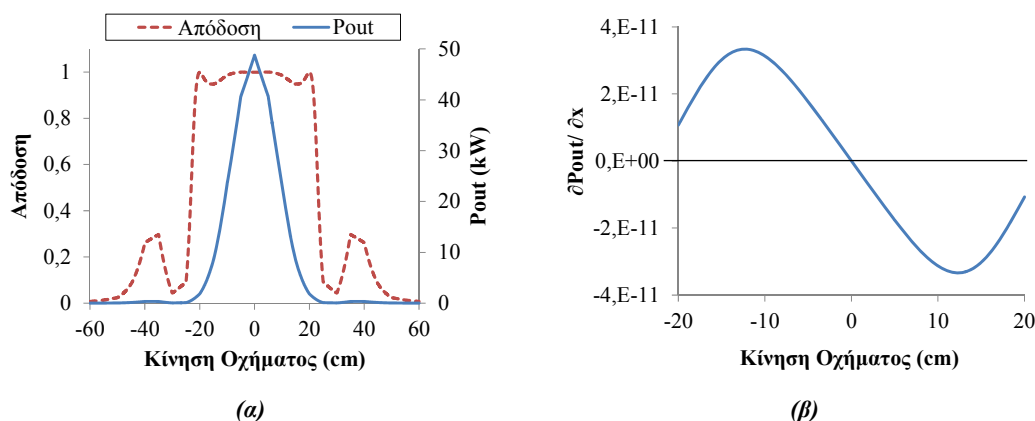 Απόδοση Pout
1
0,8
0,6
0,4
0,2
0
Απόδοση
50
40
30
20
10
0
Pout (kW)
-60 -40 -20 0 20 40 60
Κίνηση Οχήματος (cm)
(α)
4,E-11
2,E-11
0,E+00
-2,E-11
-4,E-11
∂Pout/ ∂x
-20 -10 0 10 20
Κίνηση Οχήματος (cm)
(β)